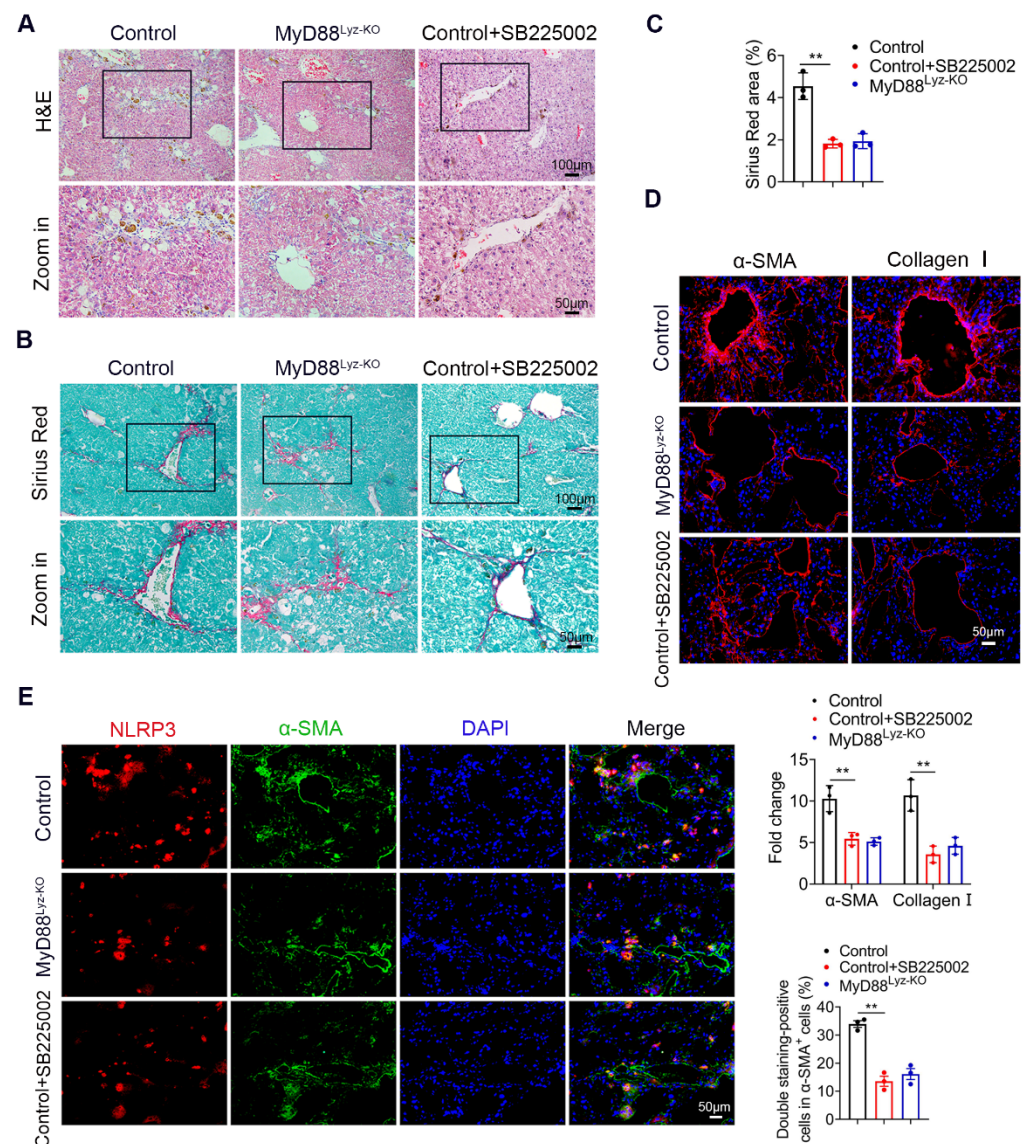 A
Control
MyD88Lyz-KO
Control+SB225002
H&E
100μm
Zoom in
50μm
B
Control
MyD88Lyz-KO
Control+SB225002
Sirius Red
100μm
Zoom in
50μm
C
Sirius Red area (%)
6
4
2
0
**
Control
Control+SB225002
MyD88Lyz-KO
D
α-SMA
Collagen Ⅰ
Control
MyD88Lyz-KO
Control+SB225002
50μm
Control
Control+SB225002
MyD88Lyz-KO
Fold change
15
10
5
0
**
**
α-SMA
Collagen Ⅰ
E
NLRP3
α-SMA
DAPI
Merge
Control
MyD88Lyz-KO
Control+SB225002
50μm
Control
Control+SB225002
MyD88Lyz-KO
Double staining-positive
cells in α-SMA+ cells (%)
40
30
20
10
0
**